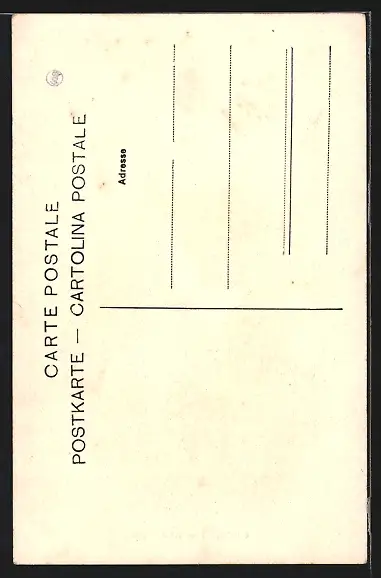 CARTE POSTALE
POSTKARTE — CARTOLINA POSTALE
Adresse